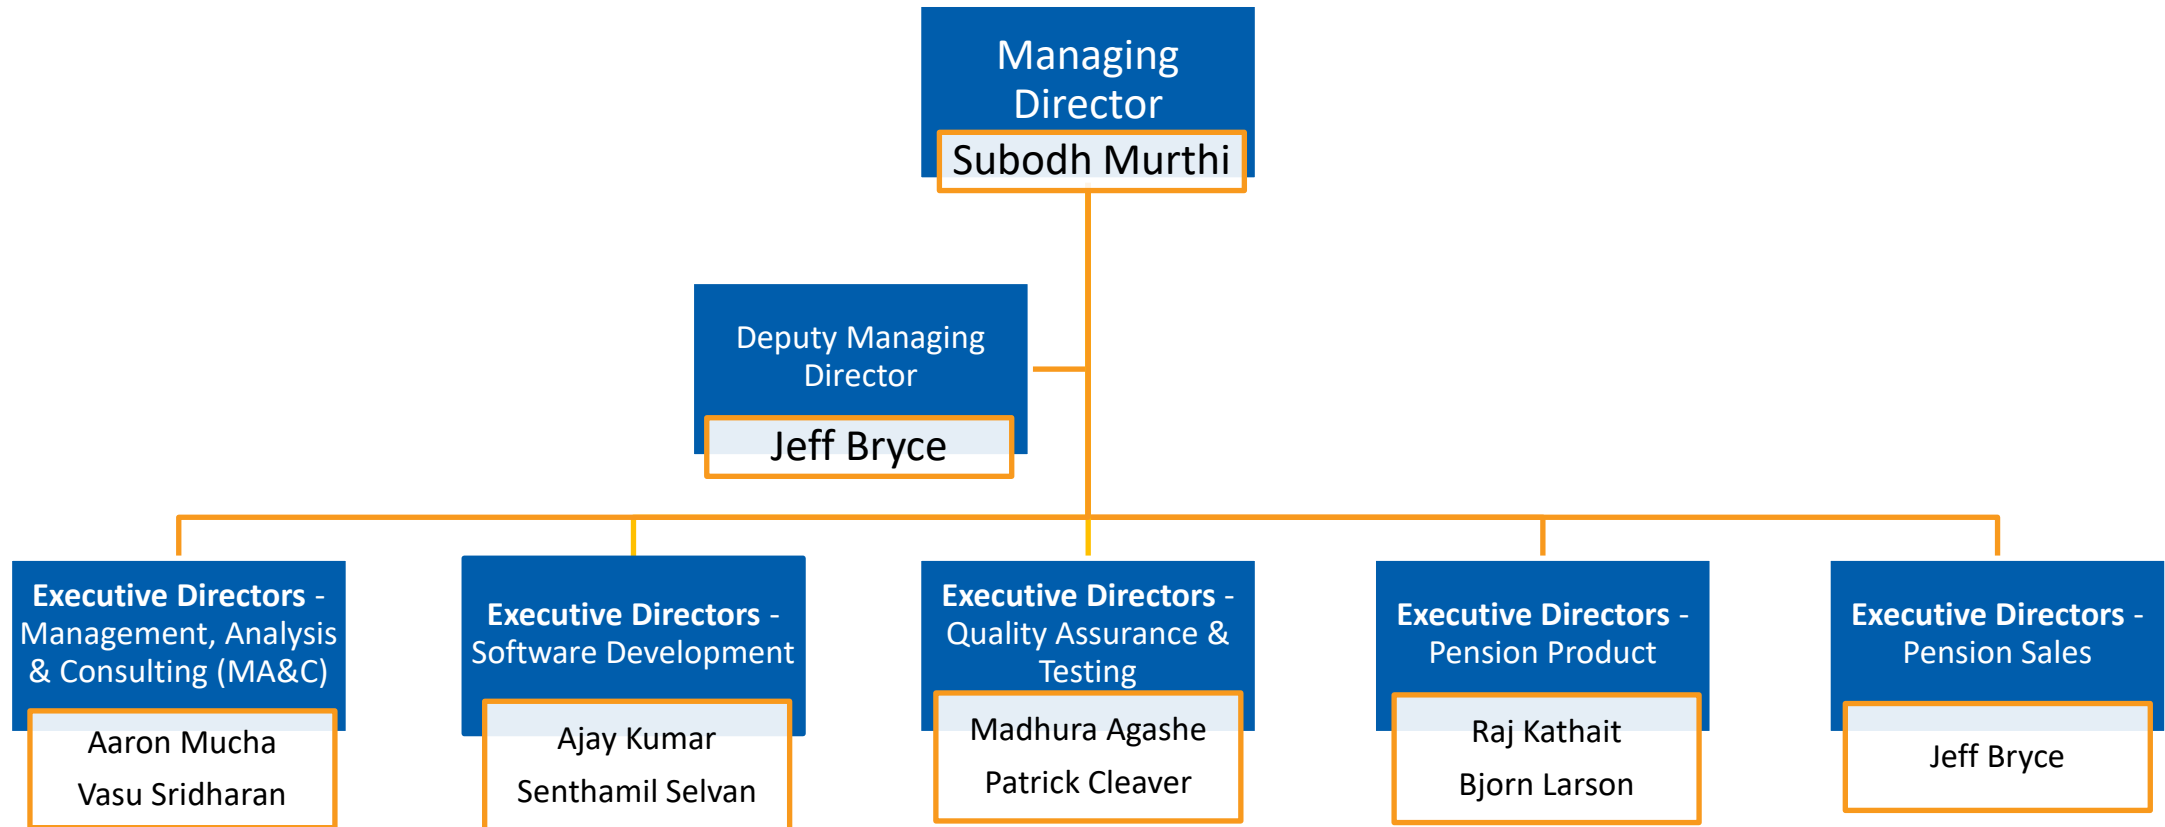 Managing
Director
Subodh Murthi
Deputy Managing
Director
Jeff Bryce
Executive Directors -
Management, Analysis
& Consulting (MA&C)
Aaron Mucha
Vasu Sridharan
Executive Directors -
Software Development
Ajay Kumar
Senthamil Selvan
Executive Directors -
Quality Assurance &
Testing
Madhura Agashe
Patrick Cleaver
Executive Directors -
Pension Product
Raj Kathait
Bjorn Larson
Executive Directors -
Pension Sales
Jeff Bryce